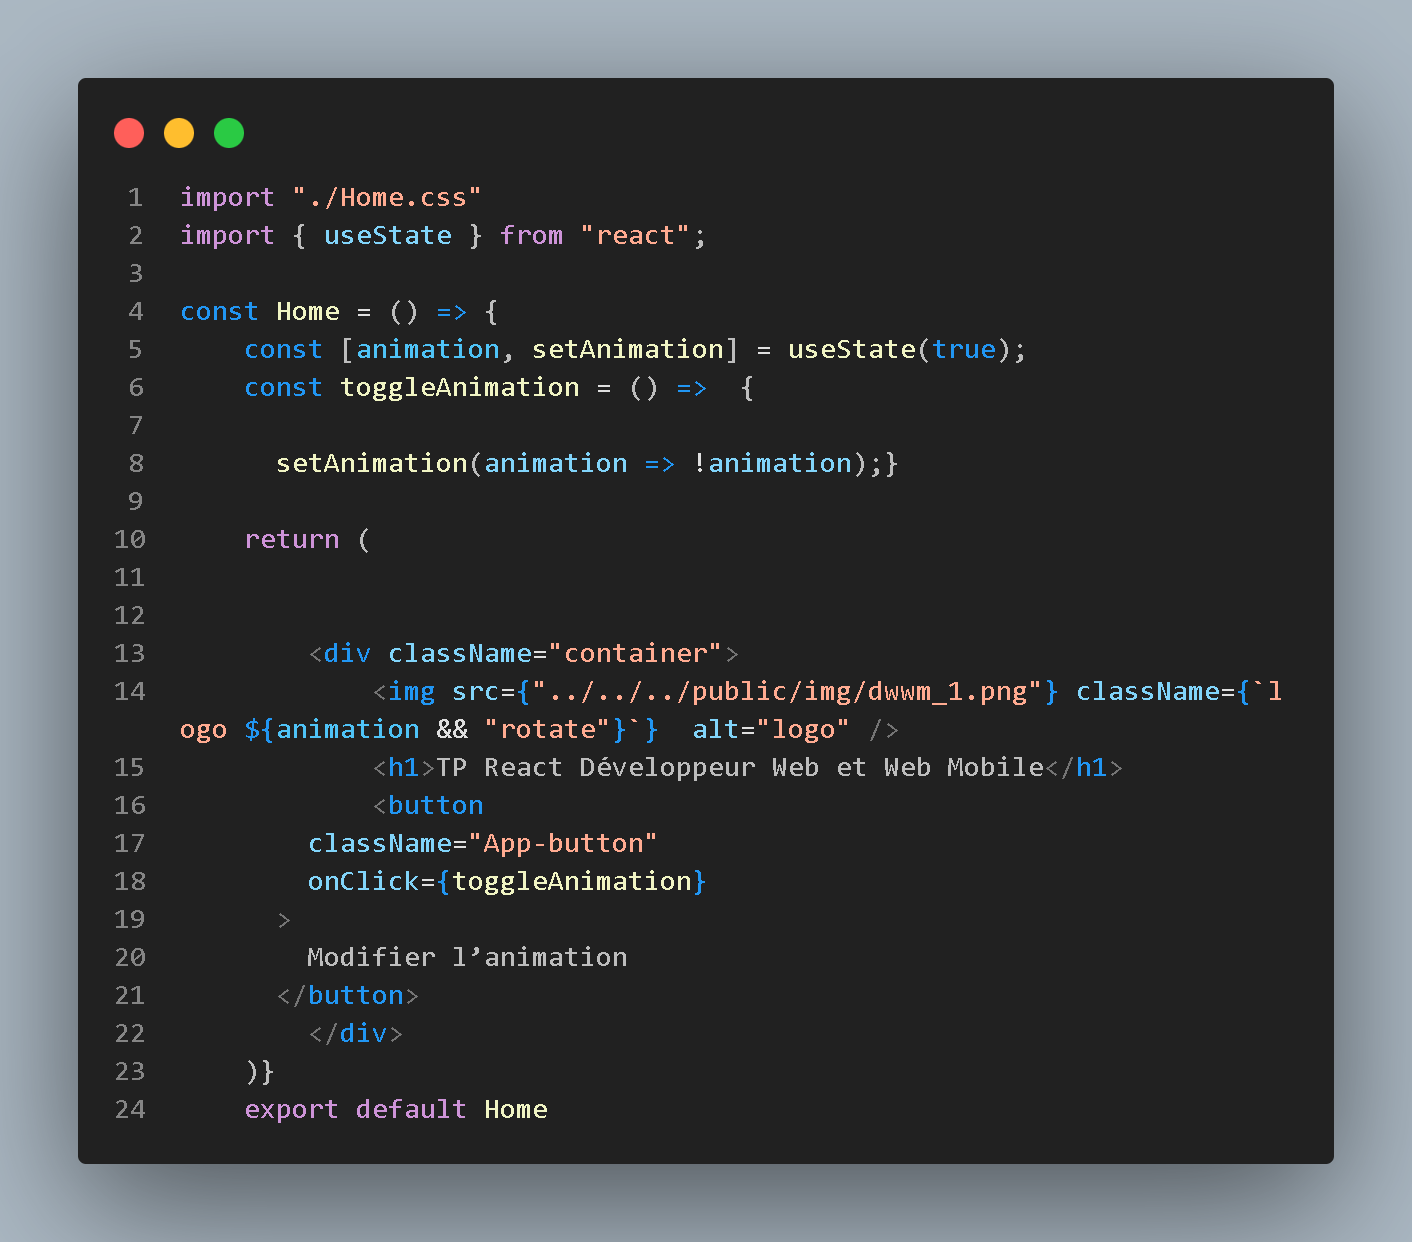 1 import "./Home.css"
2 import { useState } from "react";
3
4 const Home = () => {
5     const [animation, setAnimation] = useState(true);
6     const toggleAnimation = () =>  {
7
8       setAnimation(animation => !animation);}
9
10     return (
11
12
13         <div className="container">
14             <img src={"../../../public/img/dwwm_1.png"} className={`l
ogo ${animation && "rotate"}`}  alt="logo" />
15             <h1>TP React Développeur Web et Web Mobile</h1>
16             <button
17         className="App-button"
18         onClick={toggleAnimation}
19       >
20         Modifier l’animation
21       </button>
22         </div>
23     )}
24     export default Home